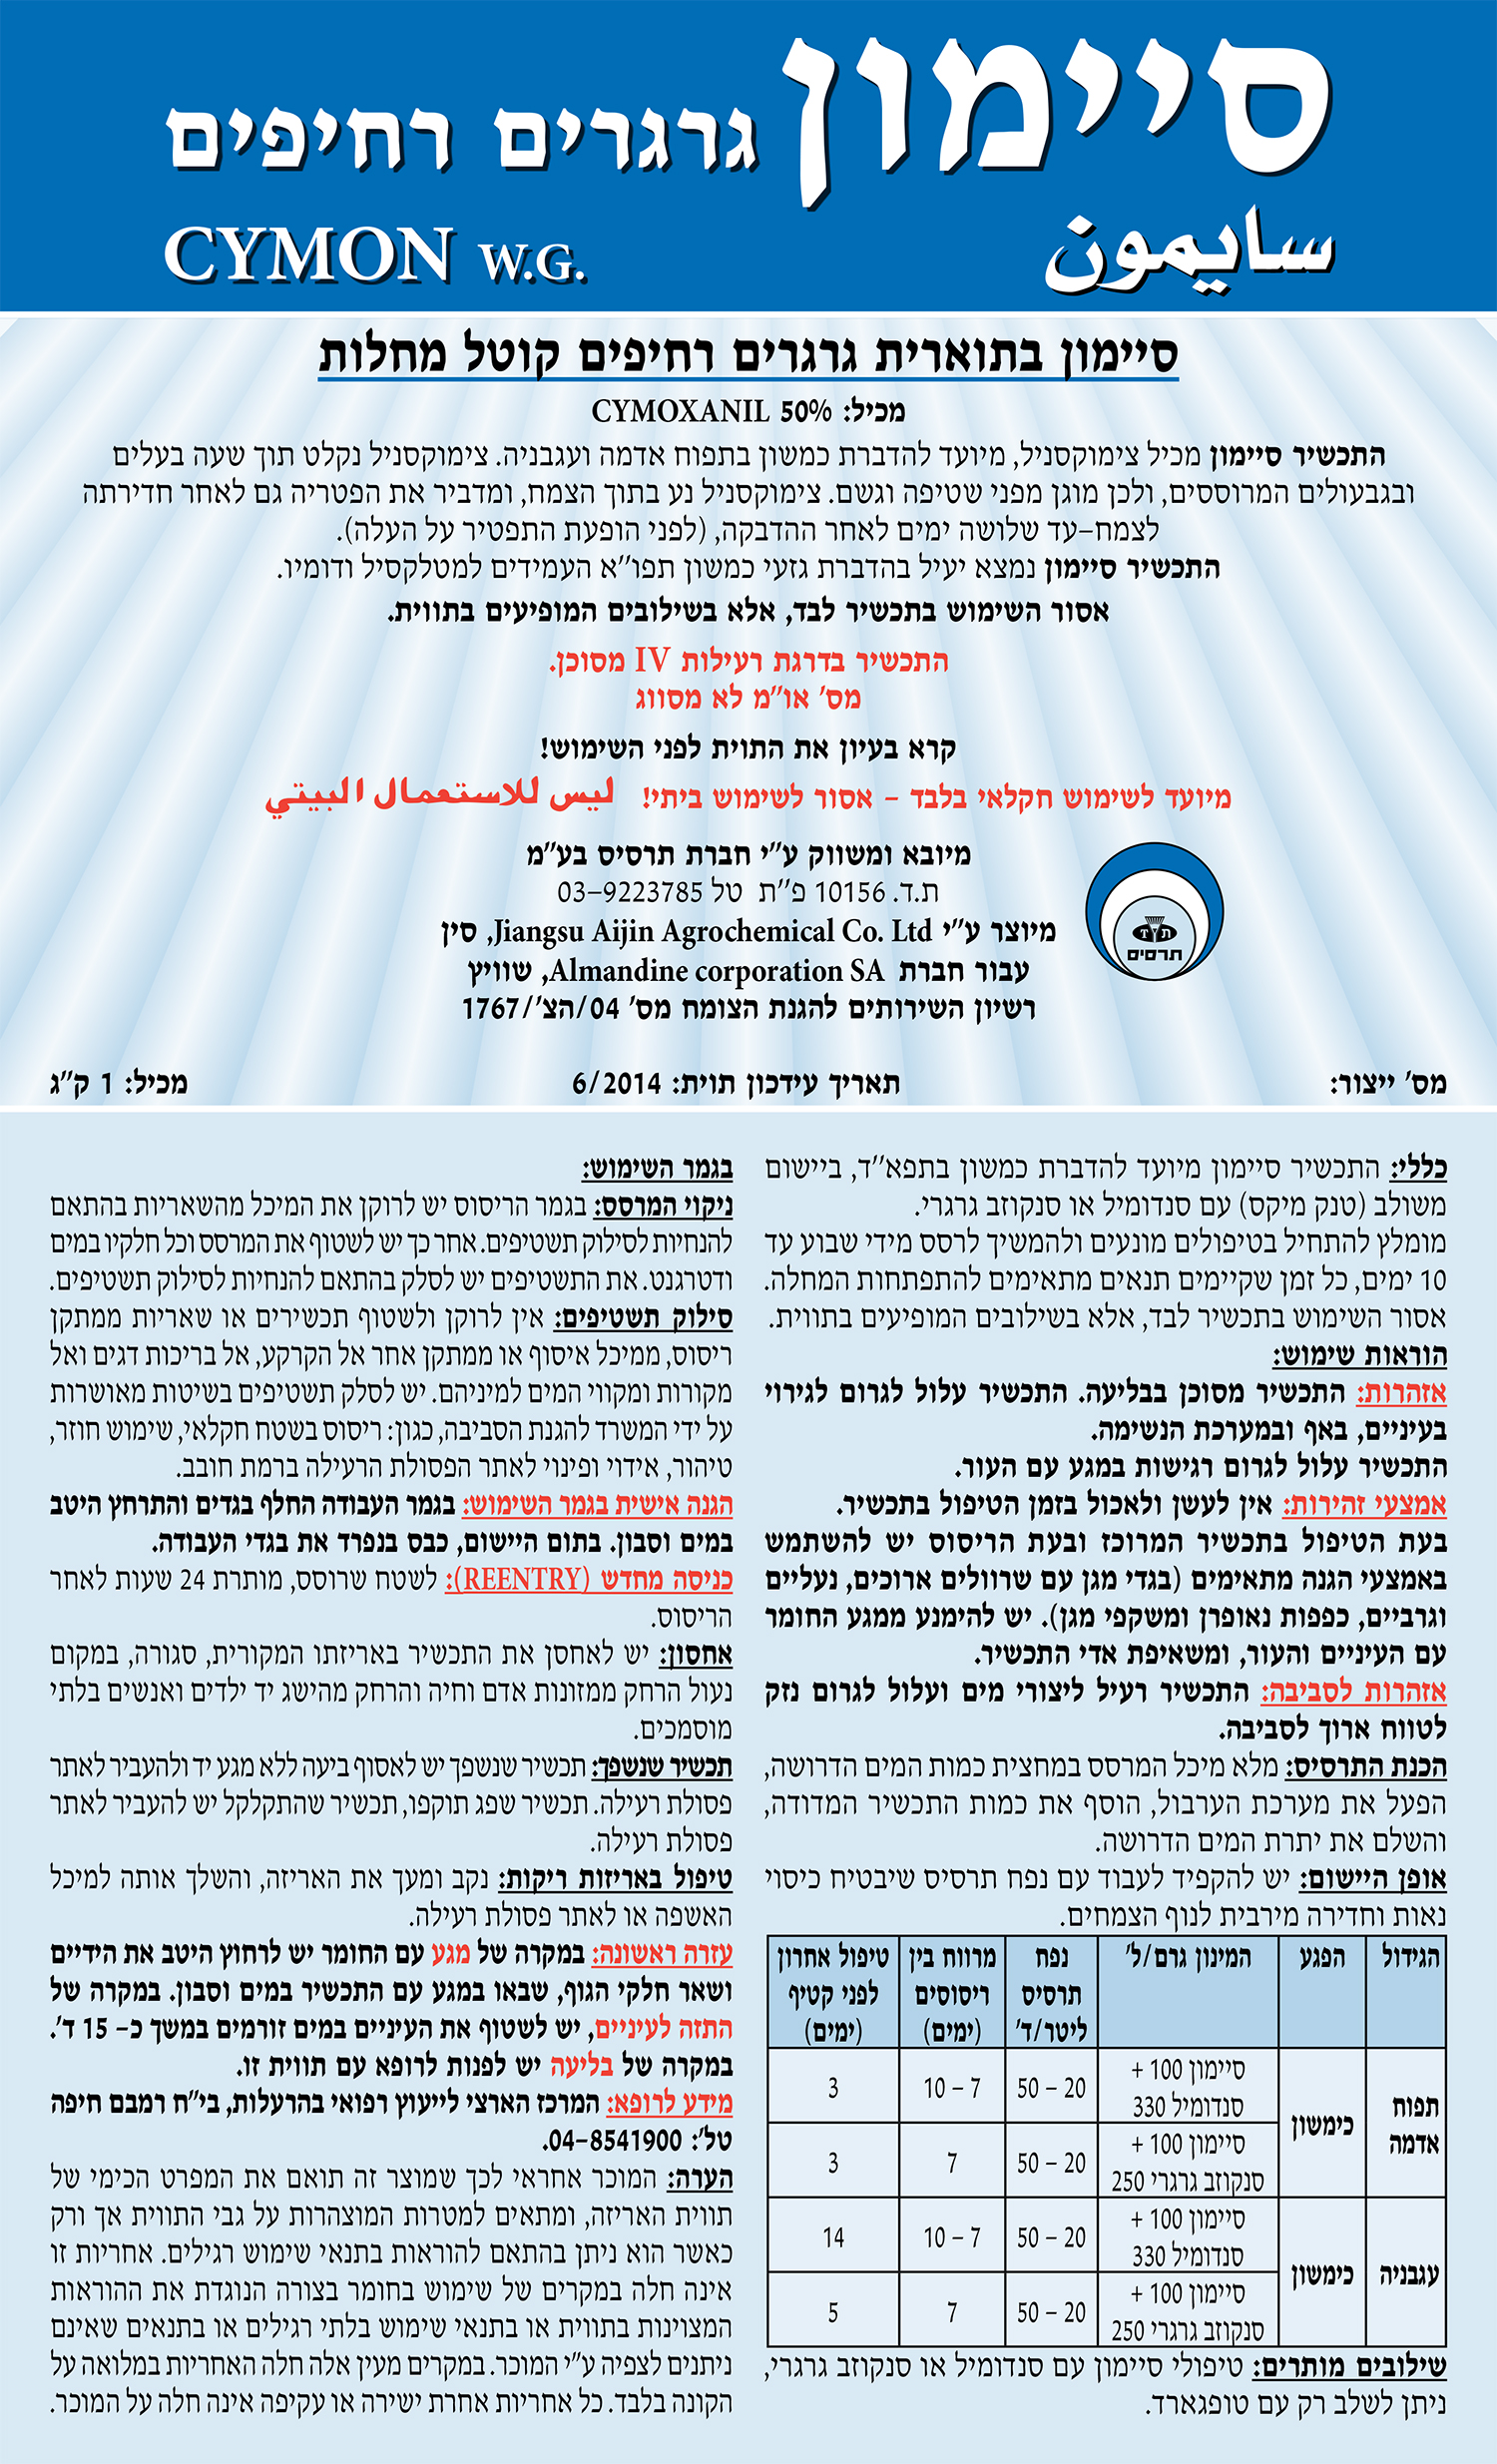 סיימון גרגרים רחיפים
سايمون CYMON W.G.
סיימון בתוארית גרגרים רחיפים קוטל מחלות
מכיל: CYMOXANIL 50%
התכשיר סיימון מכיל צימוקסניל, מיועד להדברת כמשון בתפוח אדמה ועגבניה. צימוקסניל נקלט תוך שעה בעלים
ובגבעולים המרוססים, ולכן מוגן מפני שטיפה וגשם. צימוקסניל נע בתוך הצמח, ומדביר את הפטריה גם לאחר חדירתה
לצמח–עד שלושה ימים לאחר ההדבקה, (לפני הופעת התפטיר על העלה).
התכשיר סיימון נמצא יעיל בהדברת גזעי כמשון תפו"א העמידים למטלקסיל ודומיו.
אסור השימוש בתכשיר לבד, אלא בשילובים המופיעים בתווית.
התכשיר בדרגת רעילות IV מסוכן.
מס' או"מ לא מסווג
קרא בעיון את התוית לפני השימוש!
מיועד לשימוש חקלאי בלבד – אסור לשימוש ביתי! ليس للاستعمال البيتي
מיובא ומשווק ע"י חברת תרסיס בע"מ
ת.ד. 10156 פ"ת טל 03–9223785
מיוצר ע"י Jiangsu Aijin Agrochemical Co. Ltd, סין
עבור חברת Almandine corporation SA, שוויץ
רשיון השירותים להגנת הצומח מס' 04/הצ'/1767
תרסיס
מס' ייצור: תאריך עידכון תוית: 6/2014 מכיל: 1 ק"ג
כללי: התכשיר סיימון מיועד להדברת כמשון בתפא"ד, ביישום
משולב (טנק מיקס) עם סנדומיל או סנקוזב גרגרי.
מומלץ להתחיל בטיפולים מונעים ולהמשיך לרסס מידי שבוע עד
10 ימים, כל זמן שקיימים תנאים מתאימים להתפתחות המחלה.
אסור השימוש בתכשיר לבד, אלא בשילובים המופיעים בתווית.
הוראות שימוש:
אזהרות: התכשיר מסוכן בבליעה. התכשיר עלול לגרום לגירוי
בעיניים, באף ובמערכת הנשימה.
התכשיר עלול לגרום רגישות במגע עם העור.
אמצעי זהירות: אין לעשן ולאכול בזמן הטיפול בתכשיר.
בעת הטיפול בתכשיר המרוכז ובעת הריסוס יש להשתמש
באמצעי הגנה מתאימים (בגדי מגן עם שרוולים ארוכים, נעליים
וגרביים, כפפות נאופרן ומשקפי מגן). יש להימנע ממגע החומר
עם העיניים והעור, ומשאיפת אדי התכשיר.
אזהרות לסביבה: התכשיר רעיל ליצורי מים ועלול לגרום נזק
לטווח ארוך לסביבה.
הכנת התרסיס: מלא מיכל המרסס במחצית כמות המים הדרושה,
הפעל את מערכת הערבול, הוסף את כמות התכשיר המדודה,
והשלם את יתרת המים הדרושה.
אופן היישום: יש להקפיד לעבוד עם נפח תרסיס שיבטיח כיסוי
נאות וחדירה מירבית לנוף הצמחים.
הגידול הפגע המינון גרם/ל' נפח תרסיס ליטר/ד' מרווח בין ריסוסים (ימים) טיפול אחרון לפני קטיף (ימים)
תפוח אדמה כימשון סיימון 100 + סנדומיל 330 20 – 50 7 – 10 3
סיימון 100 + סנקוזב גרגרי 250 20 – 50 7 3
עגבניה כימשון סיימון 100 + סנדומיל 330 20 – 50 7 – 10 14
סיימון 100 + סנקוזב גרגרי 250 20 – 50 7 5
שילובים מותרים: טיפולי סיימון עם סנדומיל או סנקוזב גרגרי,
ניתן לשלב רק עם טופגארד.
בגמר השימוש:
ניקוי המרסס: בגמר הריסוס יש לרוקן את המיכל מהשאריות בהתאם
להנחיות לסילוק תשטיפים. אחר כך יש לשטוף את המרסס וכל חלקיו במים
ודטרגנט. את התשטיפים יש לסלק בהתאם להנחיות לסילוק תשטיפים.
סילוק תשטיפים: אין לרוקן ולשטוף תכשירים או שאריות ממתקן
ריסוס, ממיכל איסוף או ממתקן אחר אל הקרקע, אל בריכות דגים ואל
מקורות ומקווי המים למיניהם. יש לסלק תשטיפים בשיטות מאושרות
על ידי המשרד להגנת הסביבה, כגון: ריסוס בשטח חקלאי, שימוש חוזר,
טיהור, אידוי ופינוי לאתר הפסולת הרעילה ברמת חובב.
הגנה אישית בגמר השימוש: בגמר העבודה החלף בגדים והתרחץ היטב
במים וסבון. בתום היישום, כבס בנפרד את בגדי העבודה.
כניסה מחדש (REENTRY): לשטח שרוסס, מותרת 24 שעות לאחר
הריסוס.
אחסון: יש לאחסן את התכשיר באריזתו המקורית, סגורה, במקום
נעול הרחק ממזונות אדם וחיה והרחק מהישג יד ילדים ואנשים בלתי
מוסמכים.
תכשיר שנשפך: תכשיר שנשפך יש לאסוף ביעה ללא מגע יד ולהעביר לאתר
פסולת רעילה. תכשיר שפג תוקפו, תכשיר שהתקלקל יש להעביר לאתר
פסולת רעילה.
טיפול באריזות ריקות: נקב ומעך את האריזה, והשלך אותה למיכל
האשפה או לאתר פסולת רעילה.
עזרה ראשונה: במקרה של מגע עם החומר יש לרחוץ היטב את הידיים
ושאר חלקי הגוף, שבאו במגע עם התכשיר במים וסבון. במקרה של
התזה לעיניים, יש לשטוף את העיניים במים זורמים במשך כ– 15 ד'.
במקרה של בליעה יש לפנות לרופא עם תווית זו.
מידע לרופא: המרכז הארצי לייעוץ רפואי בהרעלות, בי"ח רמבם חיפה
טל': 04–8541900.
הערה: המוכר אחראי לכך שמוצר זה תואם את המפרט הכימי של
תווית האריזה, ומתאים למטרות המוצהרות על גבי התווית אך ורק
כאשר הוא ניתן בהתאם להוראות בתנאי שימוש רגילים. אחריות זו
אינה חלה במקרים של שימוש בחומר בצורה הנוגדת את ההוראות
המצוינות בתווית או בתנאי שימוש בלתי רגילים או בתנאים שאינם
ניתנים לצפיה ע"י המוכר. במקרים מעין אלה חלה האחריות במלואה על
הקונה בלבד. כל אחריות אחרת ישירה או עקיפה אינה חלה על המוכר.